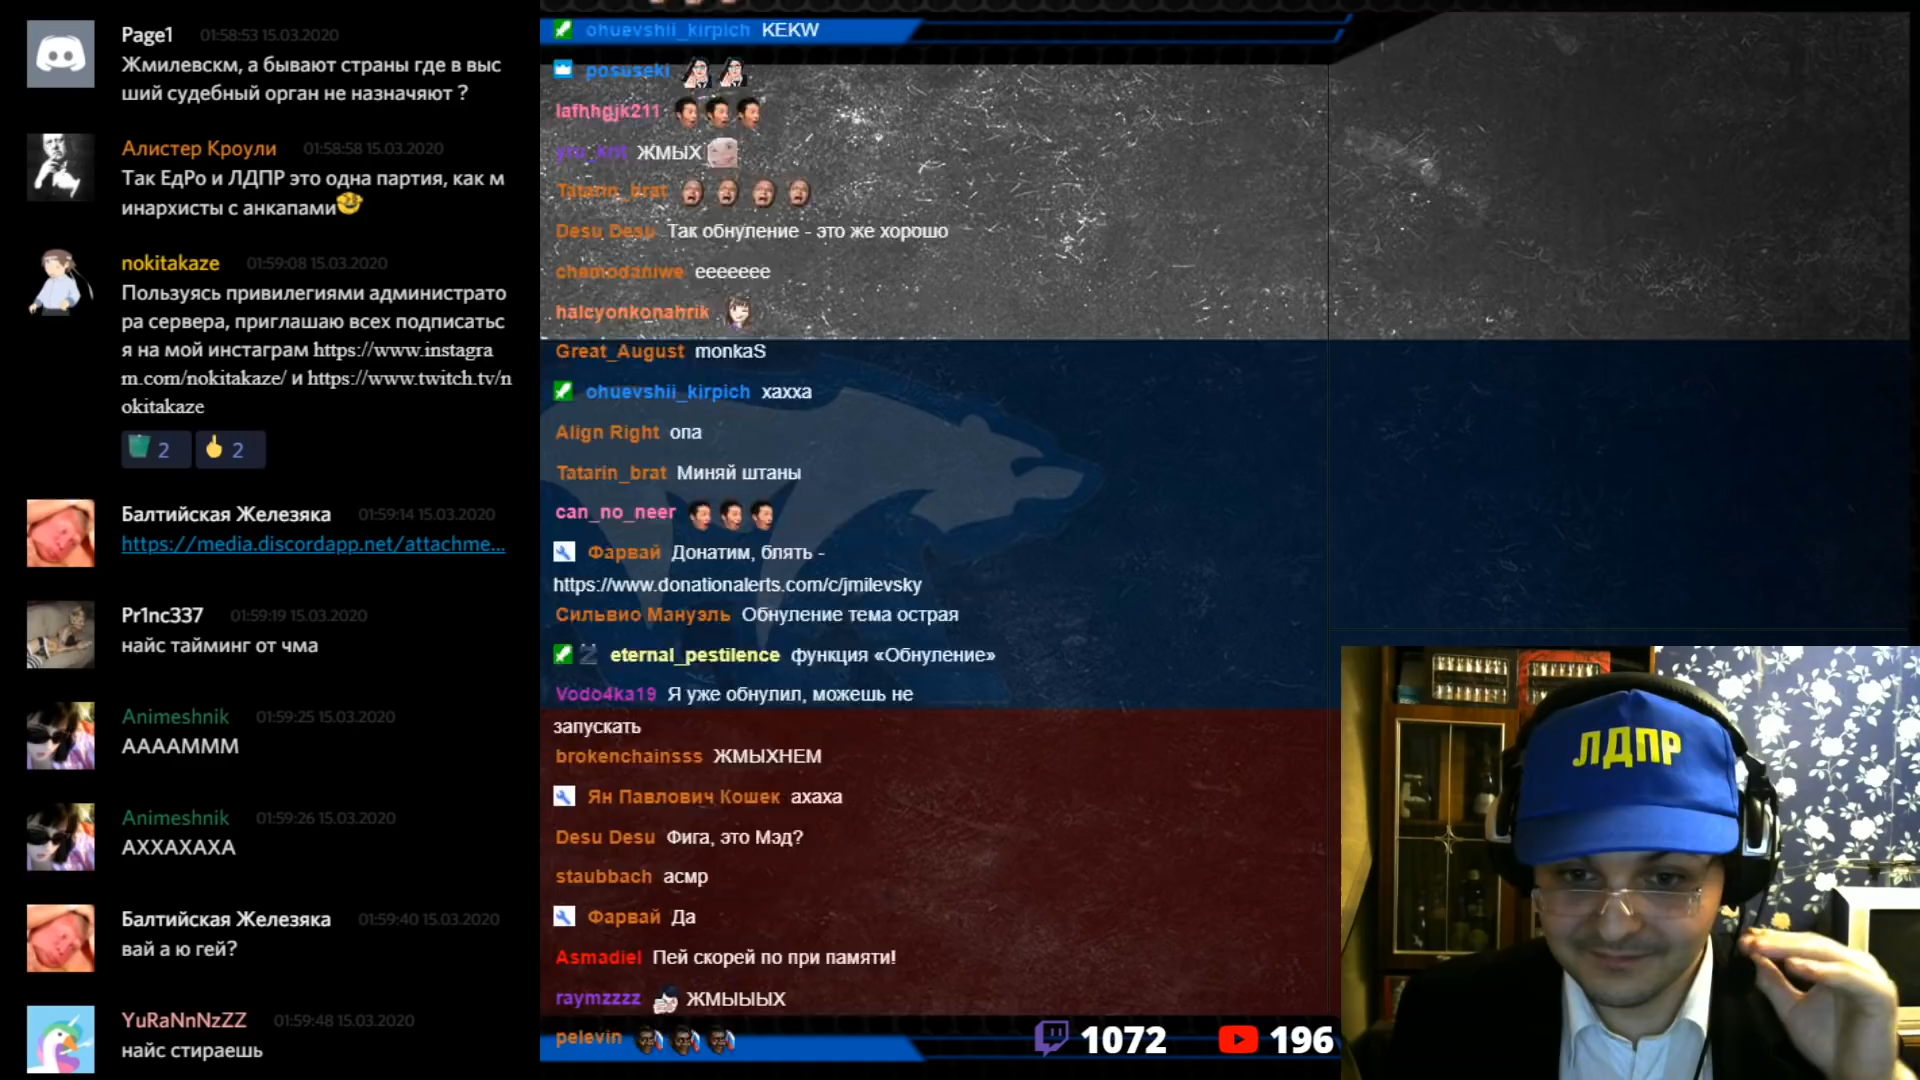 Page1 01:58:53 15.03.2020
Жмилевскм, а бывают страны где в выс
ший судебный орган не назначяют ?
Алистер Кроули 01:58:58 15.03.2020
Так ЕдРо и ЛДПР это одна партия, как м
инархисты с анкапами
nokitakaze 01:59:08 15.03.2020
Пользуясь привилегиями администрато
ра сервера, приглашаю всех подписатьс
я на мой инстаграм https://www.instagra
m.com/nokitakaze/ и https://www.twitch.tv/n
okitakaze
2 2
Балтийская Железяка 01:59:14 15.03.2020
https://media.discordapp.net/attachme...
Pr1nc337 01:59:19 15.03.2020
найс тайминг от чма
Animeshnik 01:59:25 15.03.2020
ААААМММ
Animeshnik 01:59:26 15.03.2020
АХХАХАХА
Балтийская Железяка 01:59:40 15.03.2020
вай а ю гей?
YuRaNnNzZZ 01:59:48 15.03.2020
найс стираешь
ohuevshii_kirpich KEKW
posuseki
lafhhgjk211
yru_krit ЖМЫХ
Tatarin_brat
Desu Desu Так обнуление - это же хорошо
chemodaniwe eeeeeee
halcyonkonahrik
Great_August monkaS
ohuevshii_kirpich хахха
Align Right опа
Tatarin_brat Миняй штаны
can_no_neer
Фарвай Донатим, блять -
https://www.donationalerts.com/c/jmilevsky
Сильвио Мануэль Обнуление тема острая
eternal_pestilence функция «Обнуление»
Vodo4ka19 Я уже обнулил, можешь не
запускать
brokenchainsss ЖМЫХНЕМ
Ян Павлович Кошек ахаха
Desu Desu Фига, это Мэд?
staubbach асмр
Фарвай Да
Asmadiel Пей скорей по при памяти!
raymzzzz ЖМЫЫЫХ
pelevin
1072 196
ЛДПР